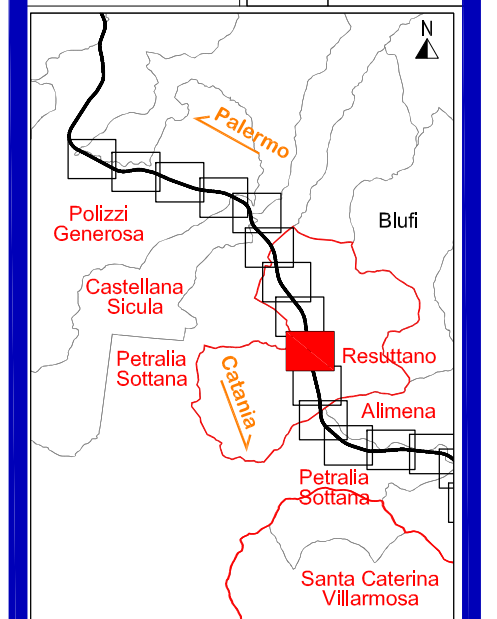 N
Palermo
Polizzi
Generosa
Blufi
Castellana
Sicula
Petralia
Sottana
Catania
Resuttano
Alimena
Petralia
Sottana
Santa Caterina
Villarmosa